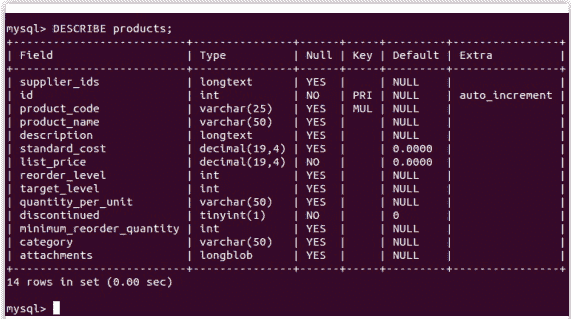 mysql> DESCRIBE products;
+-------------------------+---------------+------+-----+---------+----------------+
| Field                   | Type          | Null | Key | Default | Extra          |
+-------------------------+---------------+------+-----+---------+----------------+
| supplier_ids            | longtext      | YES  |     | NULL    |                |
| id                      | int           | NO   | PRI | NULL    | auto_increment |
| product_code            | varchar(25)   | YES  | MUL | NULL    |                |
| product_name            | varchar(50)   | YES  |     | NULL    |                |
| description             | longtext      | YES  |     | NULL    |                |
| standard_cost           | decimal(19,4) | YES  |     | 0.0000  |                |
| list_price              | decimal(19,4) | NO   |     | 0.0000  |                |
| reorder_level           | int           | YES  |     | NULL    |                |
| target_level            | int           | YES  |     | NULL    |                |
| quantity_per_unit       | varchar(50)   | YES  |     | NULL    |                |
| discontinued            | tinyint(1)    | NO   |     | 0       |                |
| minimum_reorder_quantity | int           | YES  |     | NULL    |                |
| category                | varchar(50)   | YES  |     | NULL    |                |
| attachments             | longblob      | YES  |     | NULL    |                |
+-------------------------+---------------+------+-----+---------+----------------+
14 rows in set (0.00 sec)
mysql>